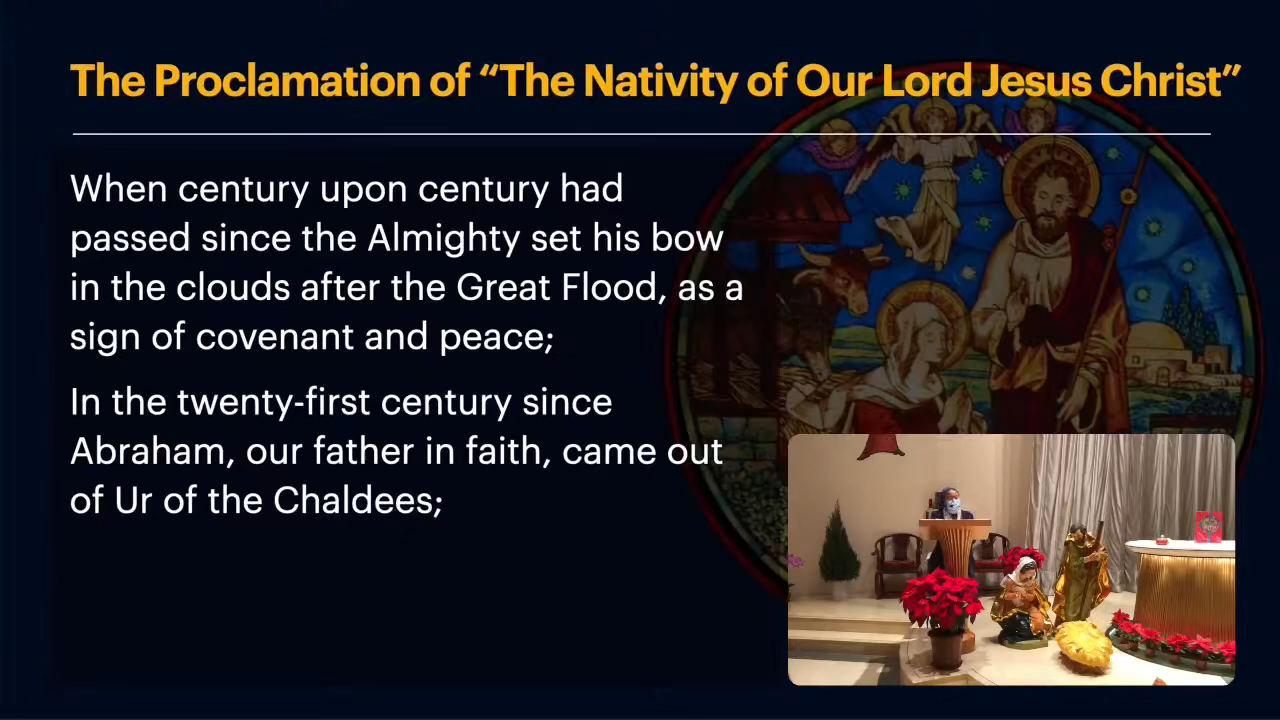 The Proclamation of “The Nativity of Our Lord Jesus Christ”
When century upon century had
passed since the Almighty set his bow
in the clouds after the Great Flood, as a
sign of covenant and peace;
In the twenty-first century since
Abraham, our father in faith, came out
of Ur of the Chaldees;